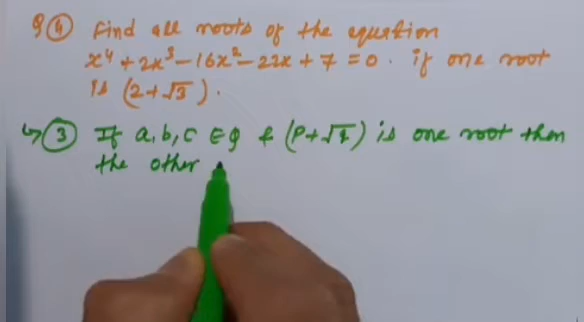 Q④ Find all roots of the equation
x⁴ + 2x³ - 16x² - 22x + 7 = 0 . if one root
is (2+√3) .
↳③ If a, b, c ∈ Q & (P+√q) is one root then
the other